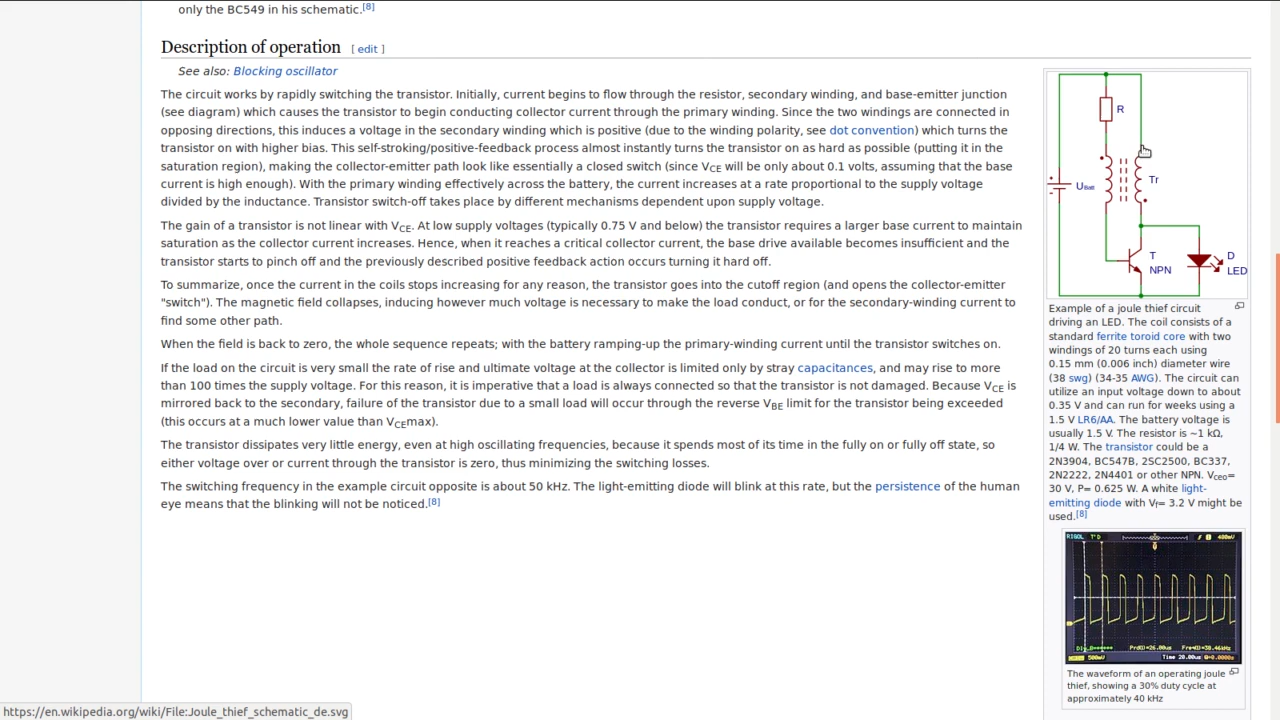 only the BC549 in his schematic.[8]
Description of operation [ edit ]
See also: Blocking oscillator
The circuit works by rapidly switching the transistor. Initially, current begins to flow through the resistor, secondary winding, and base-emitter junction
(see diagram) which causes the transistor to begin conducting collector current through the primary winding. Since the two windings are connected in
opposing directions, this induces a voltage in the secondary winding which is positive (due to the winding polarity, see dot convention) which turns the
transistor on with higher bias. This self-stroking/positive-feedback process almost instantly turns the transistor on as hard as possible (putting it in the
saturation region), making the collector-emitter path look like essentially a closed switch (since VCE will be only about 0.1 volts, assuming that the base
current is high enough). With the primary winding effectively across the battery, the current increases at a rate proportional to the supply voltage
divided by the inductance. Transistor switch-off takes place by different mechanisms dependent upon supply voltage.
The gain of a transistor is not linear with VCE. At low supply voltages (typically 0.75 V and below) the transistor requires a larger base current to maintain
saturation as the collector current increases. Hence, when it reaches a critical collector current, the base drive available becomes insufficient and the
transistor starts to pinch off and the previously described positive feedback action occurs turning it hard off.
To summarize, once the current in the coils stops increasing for any reason, the transistor goes into the cutoff region (and opens the collector-emitter
"switch"). The magnetic field collapses, inducing however much voltage is necessary to make the load conduct, or for the secondary-winding current to
find some other path.
When the field is back to zero, the whole sequence repeats; with the battery ramping-up the primary-winding current until the transistor switches on.
If the load on the circuit is very small the rate of rise and ultimate voltage at the collector is limited only by stray capacitances, and may rise to more
than 100 times the supply voltage. For this reason, it is imperative that a load is always connected so that the transistor is not damaged. Because VCE is
mirrored back to the secondary, failure of the transistor due to a small load will occur through the reverse VBE limit for the transistor being exceeded
(this occurs at a much lower value than VCEmax).
The transistor dissipates very little energy, even at high oscillating frequencies, because it spends most of its time in the fully on or fully off state, so
either voltage over or current through the transistor is zero, thus minimizing the switching losses.
The switching frequency in the example circuit opposite is about 50 kHz. The light-emitting diode will blink at this rate, but the persistence of the human
eye means that the blinking will not be noticed.[8]
R
UBatt
Tr
T
NPN
D
LED
Example of a joule thief circuit
driving an LED. The coil consists of a
standard ferrite toroid core with two
windings of 20 turns each using
0.15 mm (0.006 inch) diameter wire
(38 swg) (34-35 AWG). The circuit can
utilize an input voltage down to about
0.35 V and can run for weeks using a
1.5 V LR6/AA. The battery voltage is
usually 1.5 V. The resistor is ~1 kΩ,
1/4 W. The transistor could be a
2N3904, BC547B, 2SC2500, BC337,
2N2222, 2N4401 or other NPN. Vceo=
30 V, P= 0.625 W. A white light-
emitting diode with Vf= 3.2 V might be
used.[8]
RIGOL T'D 400mV
Prd(1)=26.00us Freq(1)=38.46kHz
500mV Time 20.00us 0.0000s
The waveform of an operating joule
thief, showing a 30% duty cycle at
approximately 40 kHz
https://en.wikipedia.org/wiki/File:Joule_thief_schematic_de.svg